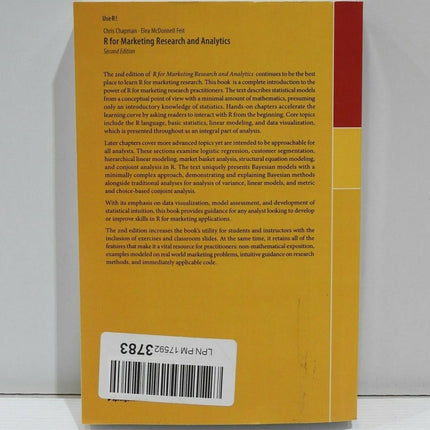 Use R!
Chris Chapman · Elea McDonnell Feit
R for Marketing Research and Analytics
Second Edition
The 2nd edition of R for Marketing Research and Analytics continues to be the best
place to learn R for marketing research. This book is a complete introduction to the
power of R for marketing research practitioners. The text describes statistical models
from a conceptual point of view with a minimal amount of mathematics, presuming
only an introductory knowledge of statistics. Hands-on chapters accelerate the
learning curve by asking readers to interact with R from the beginning. Core topics
include the R language, basic statistics, linear modeling, and data visualization,
which is presented throughout as an integral part of analysis.
Later chapters cover more advanced topics yet are intended to be approachable for
all analysts. These sections examine logistic regression, customer segmentation,
hierarchical linear modeling, market basket analysis, structural equation modeling,
and conjoint analysis in R. The text uniquely presents Bayesian models with a
minimally complex approach, demonstrating and explaining Bayesian methods
alongside traditional analyses for analysis of variance, linear models, and metric
and choice-based conjoint analysis.
With its emphasis on data visualization, model assessment, and development of
statistical intuition, this book provides guidance for any analyst looking to develop
or improve skills in R for marketing applications.
The 2nd edition increases the book's utility for students and instructors with the
inclusion of exercises and classroom slides. At the same time, it retains all of the
features that make it a vital resource for practitioners: non-mathematical exposition,
examples modeled on real world marketing problems, intuitive guidance on research
methods, and immediately applicable code.
LPN PM 17592 3783